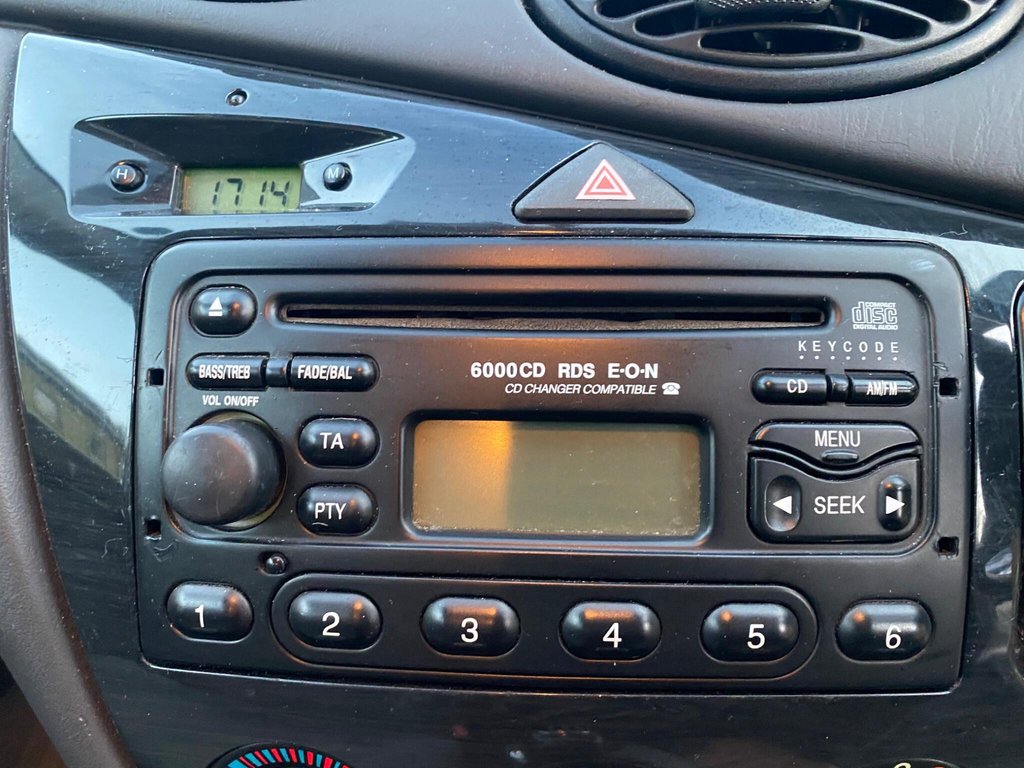 H 17 14 M
COMPACT
disc
DIGITAL AUDIO
KEYCODE
6000CD RDS E·O·N
CD CHANGER COMPATIBLE
BASS/TREB FADE/BAL
CD AM/FM
VOL ON/OFF
TA
MENU
PTY
SEEK
1 2 3 4 5 6